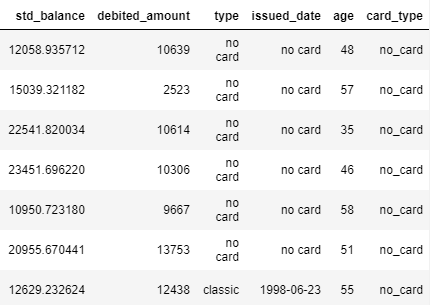 std_balance debited_amount type issued_date age card_type
12058.935712 10639 no card no card 48 no_card
15039.321182 2523 no card no card 57 no_card
22541.820034 10614 no card no card 35 no_card
23451.696220 10306 no card no card 46 no_card
10950.723180 9667 no card no card 58 no_card
20955.670441 13753 no card no card 51 no_card
12629.232624 12438 classic 1998-06-23 55 no_card